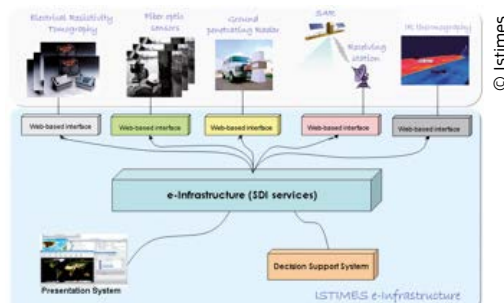 Electrical Resistivity
Tomography
Fiber optic
sensors
Ground
penetrating Radar
SAR
Receiving
station
IR thermography
© Istimes
Web-based interface
Web-based interface
Web-based interface
Web-based interface
Web-based interface
e-Infrastructure (SDI services)
Presentation System
Decision Support System
ISTIMES e-Infrastructure